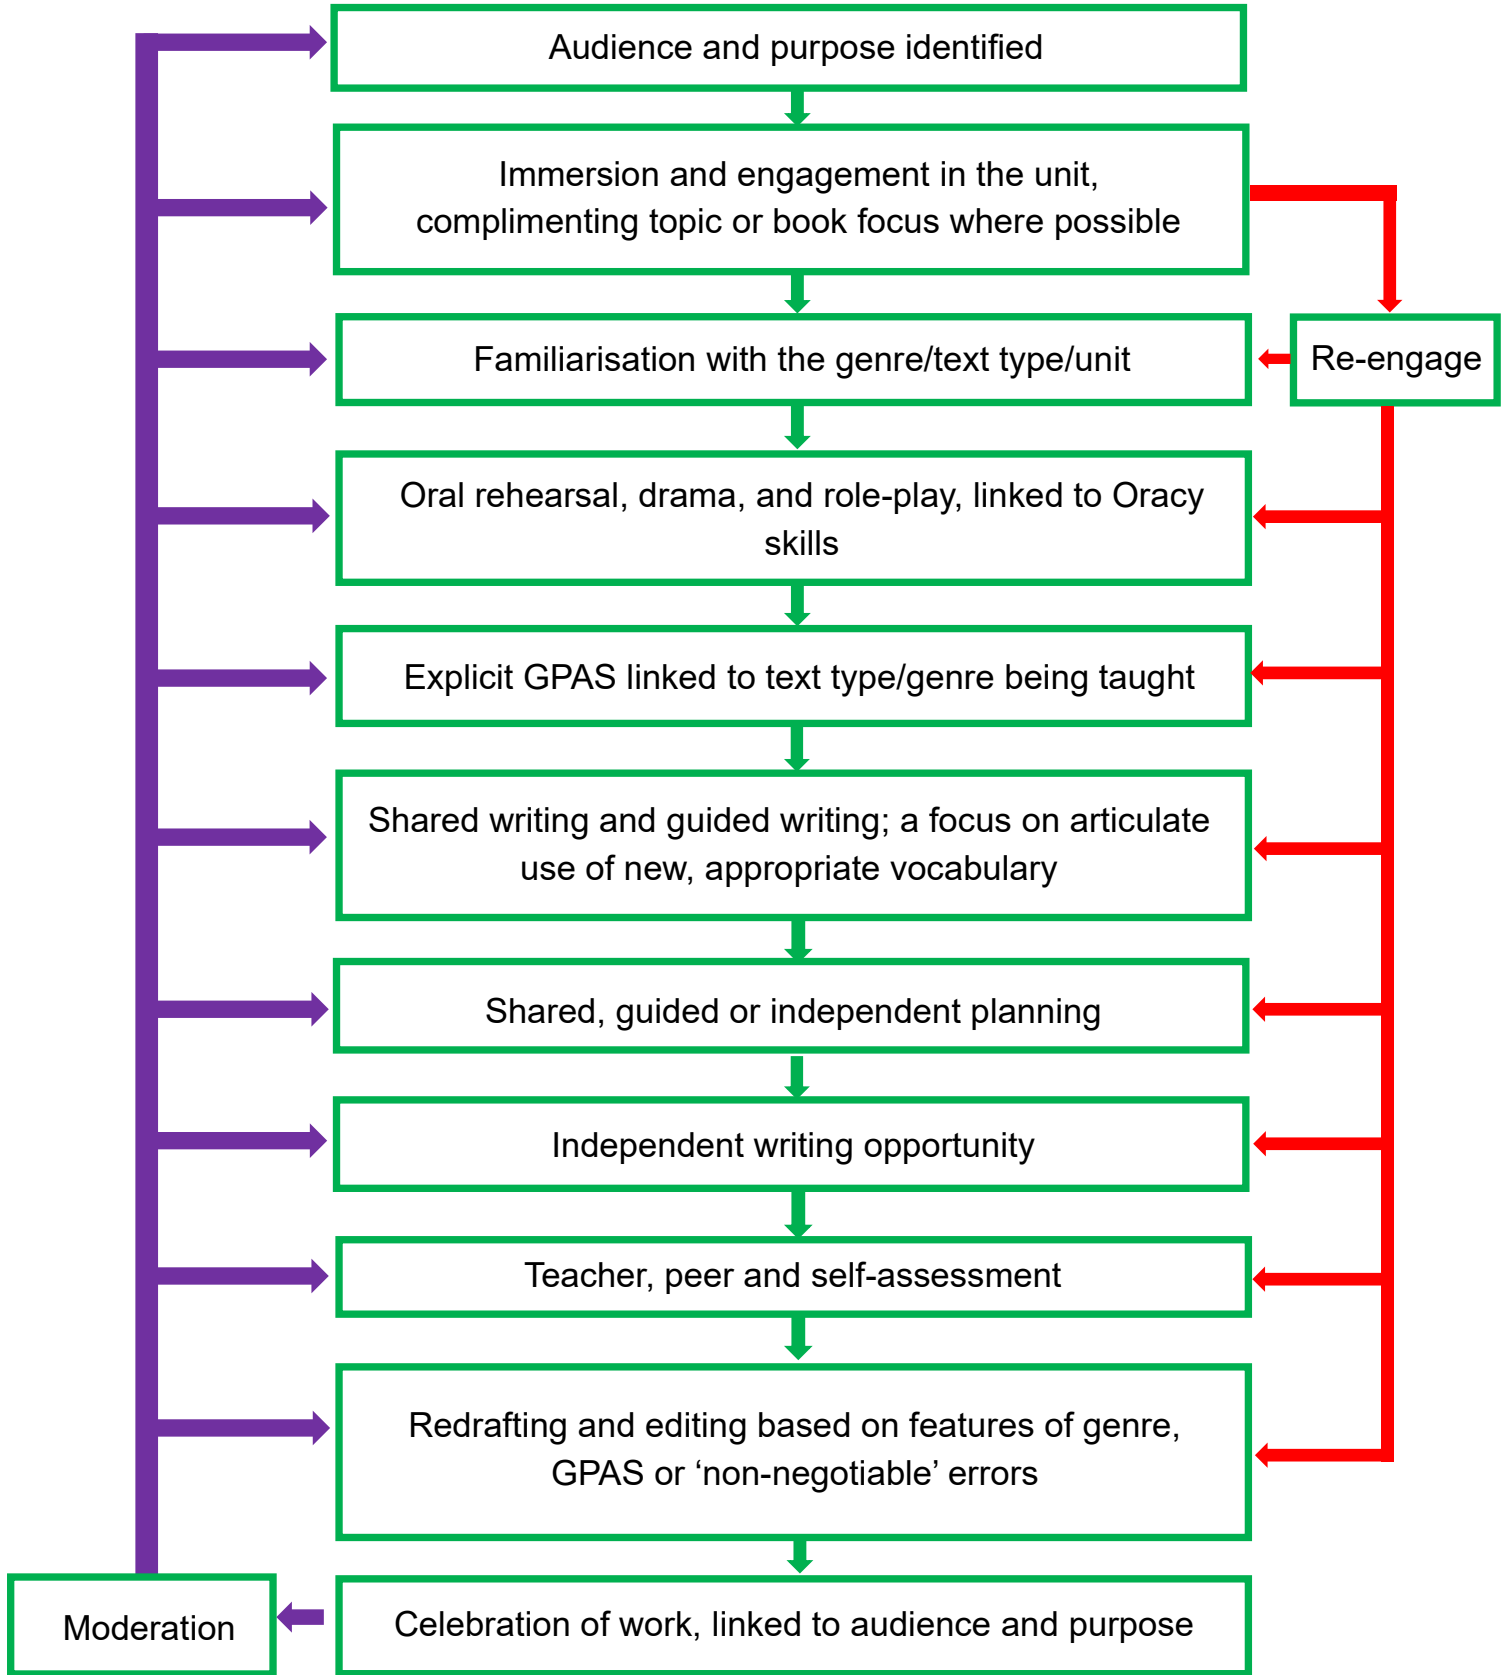 Audience and purpose identified
Immersion and engagement in the unit,
complimenting topic or book focus where possible
Familiarisation with the genre/text type/unit
Re-engage
Oral rehearsal, drama, and role-play, linked to Oracy
skills
Explicit GPAS linked to text type/genre being taught
Shared writing and guided writing; a focus on articulate
use of new, appropriate vocabulary
Shared, guided or independent planning
Independent writing opportunity
Teacher, peer and self-assessment
Redrafting and editing based on features of genre,
GPAS or ‘non-negotiable’ errors
Celebration of work, linked to audience and purpose
Moderation